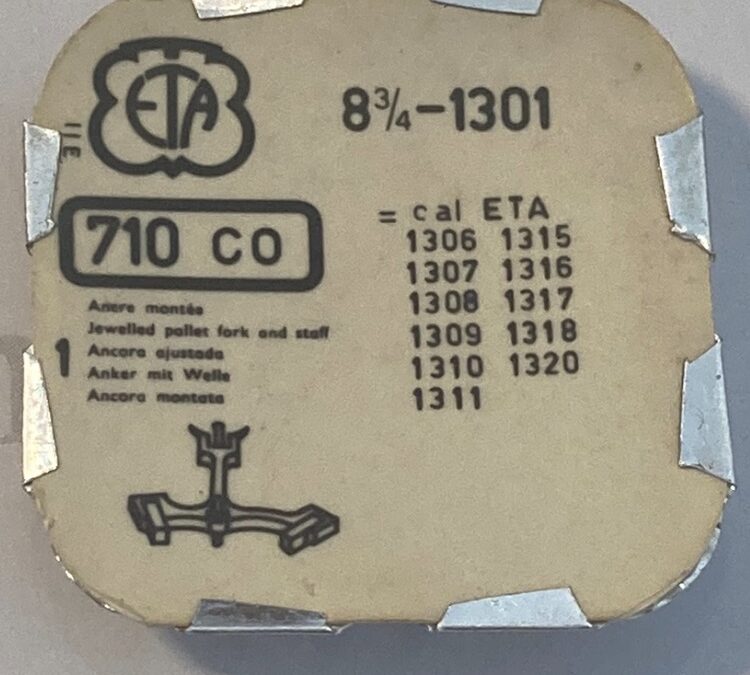 ETA
8¾-1301
11E
710 CO
= cal ETA
1306 1315
1307 1316
1308 1317
1309 1318
1310 1320
1311
1
Ancre montée
Jewelled pallet fork and staff
Ancora ajustada
Anker mit Welle
Ancora montata